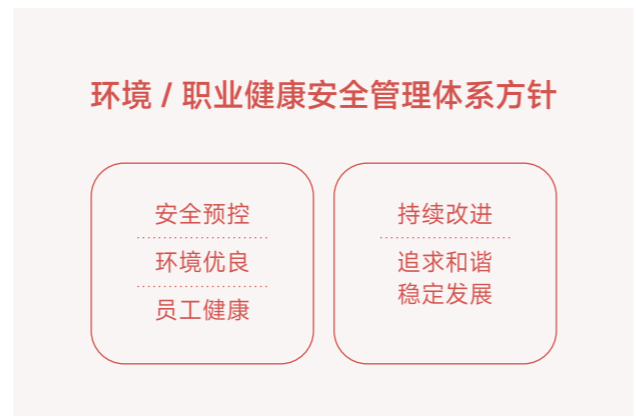 环境 / 职业健康安全管理体系方针
安全预控
环境优良
员工健康
持续改进
追求和谐
稳定发展